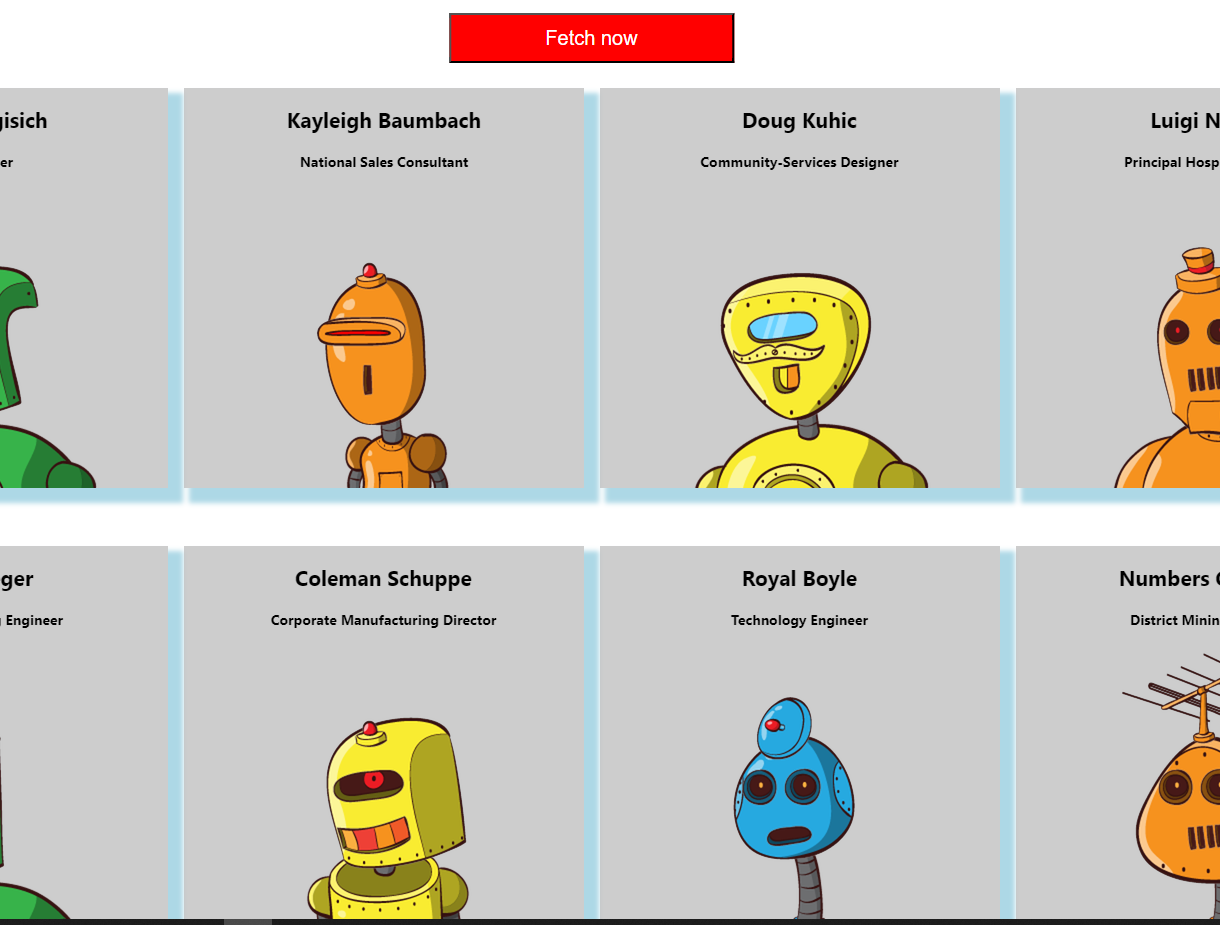 Fetch now
gisich
Kayleigh Baumbach
Doug Kuhic
Luigi N
er
National Sales Consultant
Community-Services Designer
Principal Hosp
ger
Coleman Schuppe
Royal Boyle
Numbers
Engineer
Corporate Manufacturing Director
Technology Engineer
District Minin